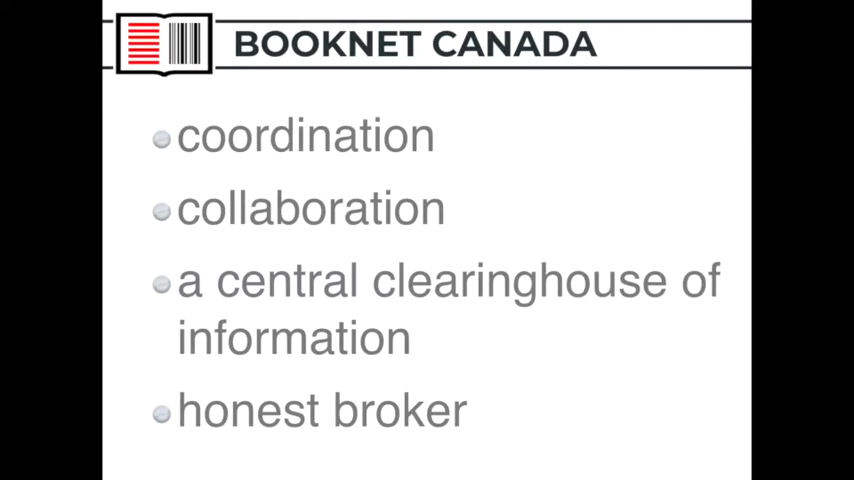 BOOKNET CANADA
coordination
collaboration
a central clearinghouse of
information
honest broker